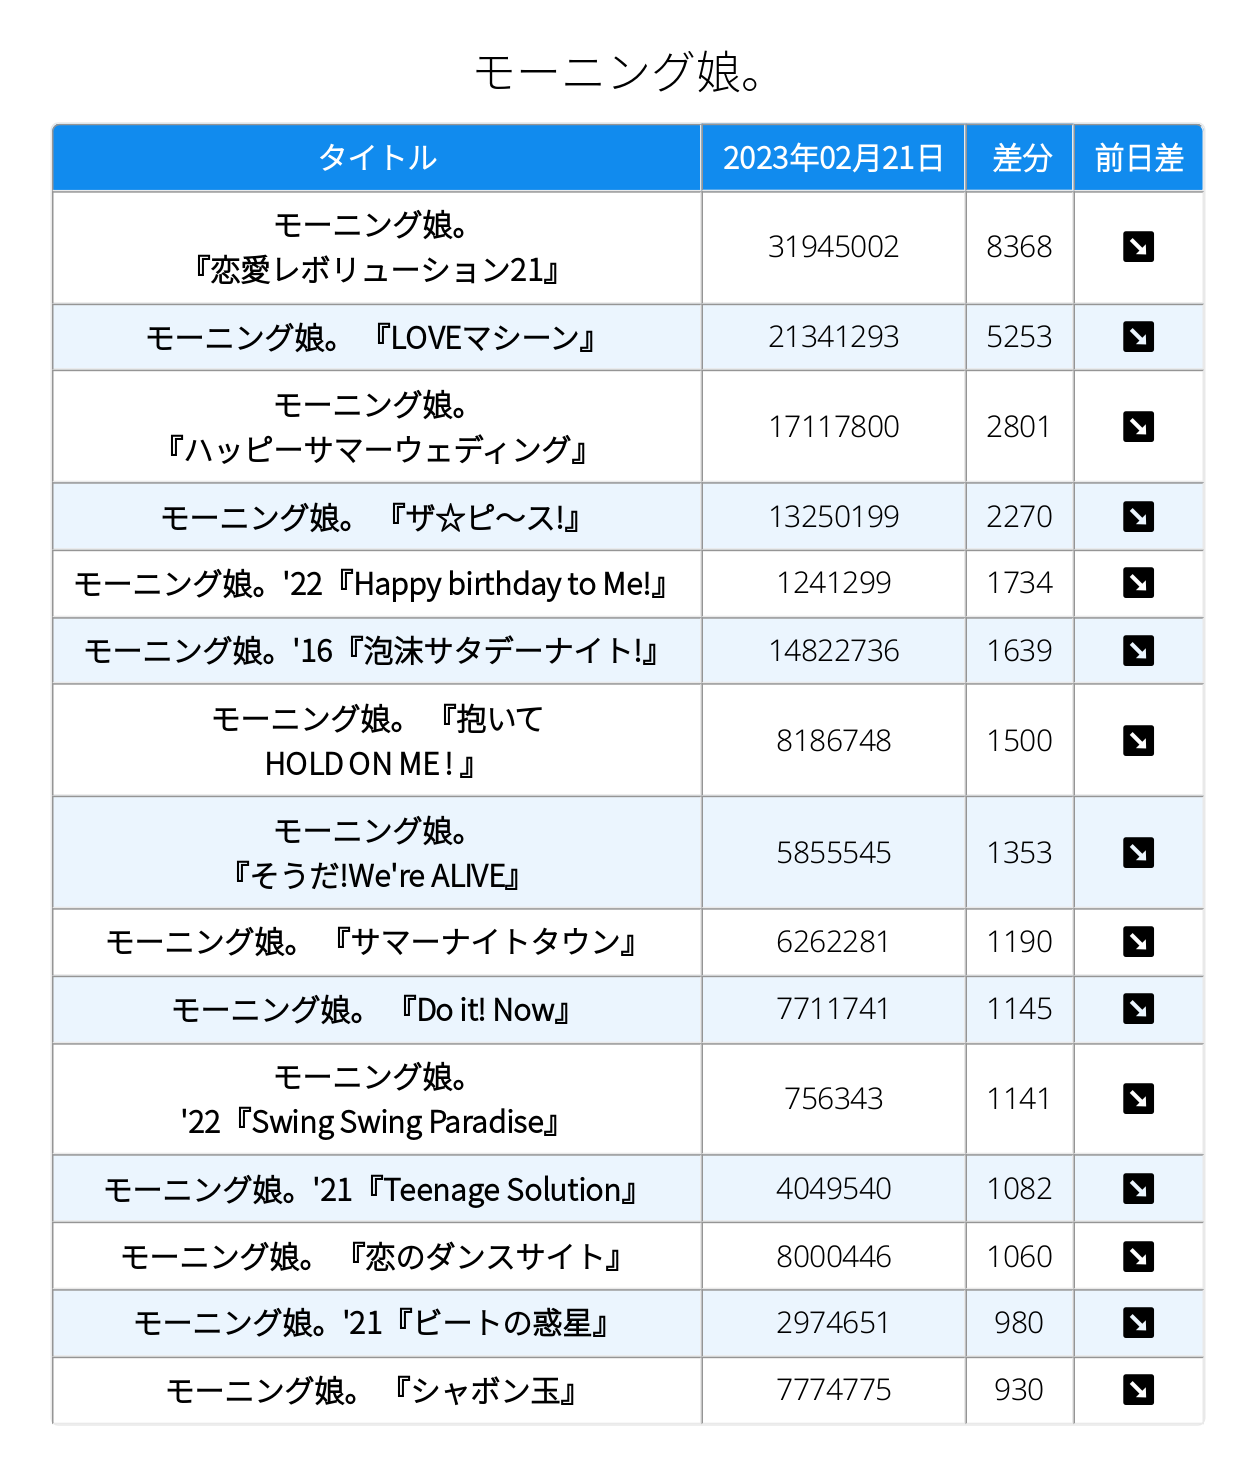 モーニング娘。
タイトル 2023年02月21日 差分 前日差
モーニング娘。
『恋愛レボリューション21』 31945002 8368 ↘
モーニング娘。 『LOVEマシーン』 21341293 5253 ↘
モーニング娘。
『ハッピーサマーウェディング』 17117800 2801 ↘
モーニング娘。 『ザ☆ピ〜ス!』 13250199 2270 ↘
モーニング娘。'22『Happy birthday to Me!』 1241299 1734 ↘
モーニング娘。'16『泡沫サタデーナイト!』 14822736 1639 ↘
モーニング娘。 『抱いて
HOLD ON ME ! 』 8186748 1500 ↘
モーニング娘。
『そうだ!We're ALIVE』 5855545 1353 ↘
モーニング娘。 『サマーナイトタウン』 6262281 1190 ↘
モーニング娘。 『Do it! Now』 7711741 1145 ↘
モーニング娘。
'22『Swing Swing Paradise』 756343 1141 ↘
モーニング娘。'21『Teenage Solution』 4049540 1082 ↘
モーニング娘。 『恋のダンスサイト』 8000446 1060 ↘
モーニング娘。'21『ビートの惑星』 2974651 980 ↘
モーニング娘。 『シャボン玉』 7774775 930 ↘